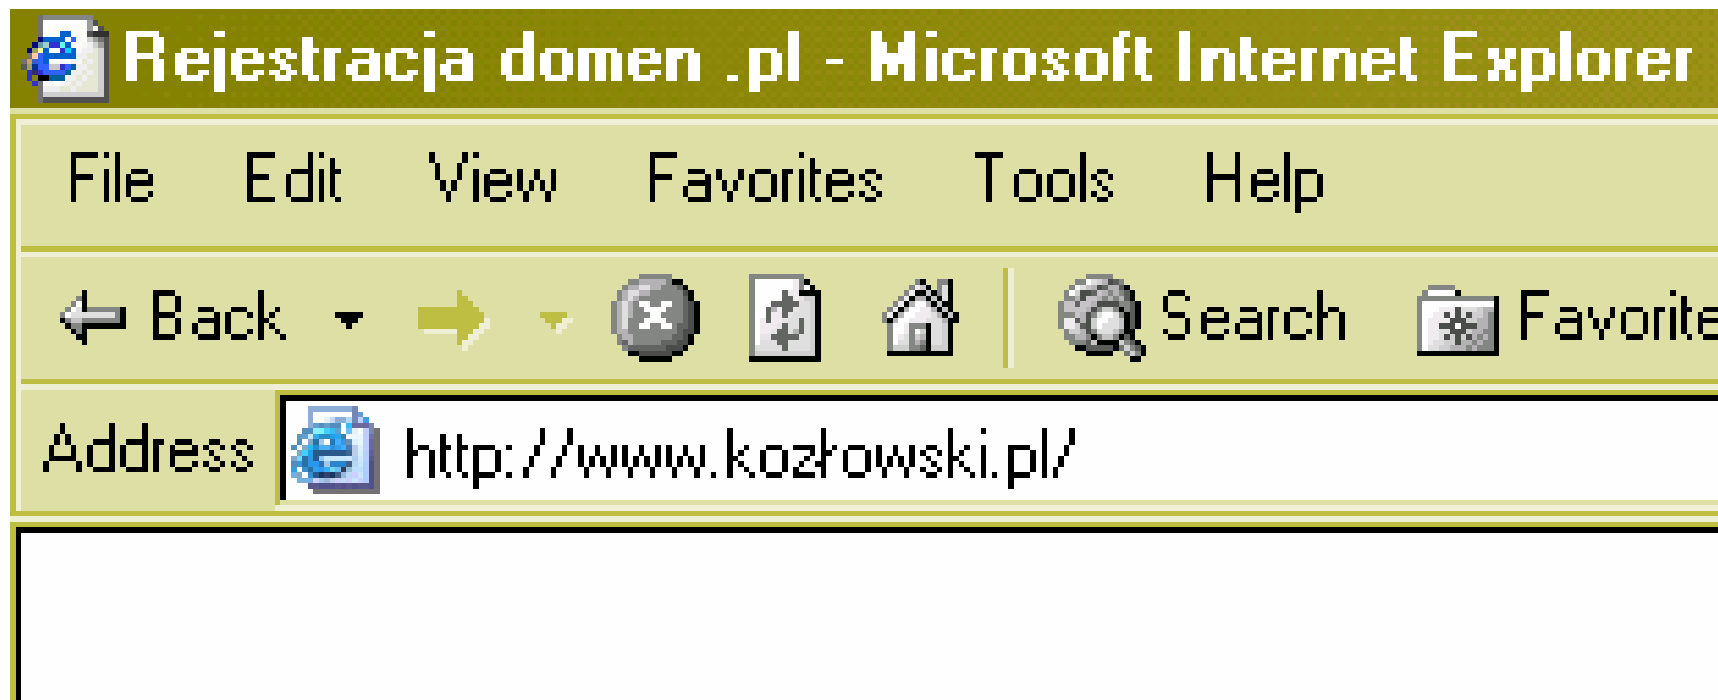 Rejestracja domen .pl - Microsoft Internet Explorer
File Edit View Favorites Tools Help
Back Search Favorite
Address http://www.kozłowski.pl/